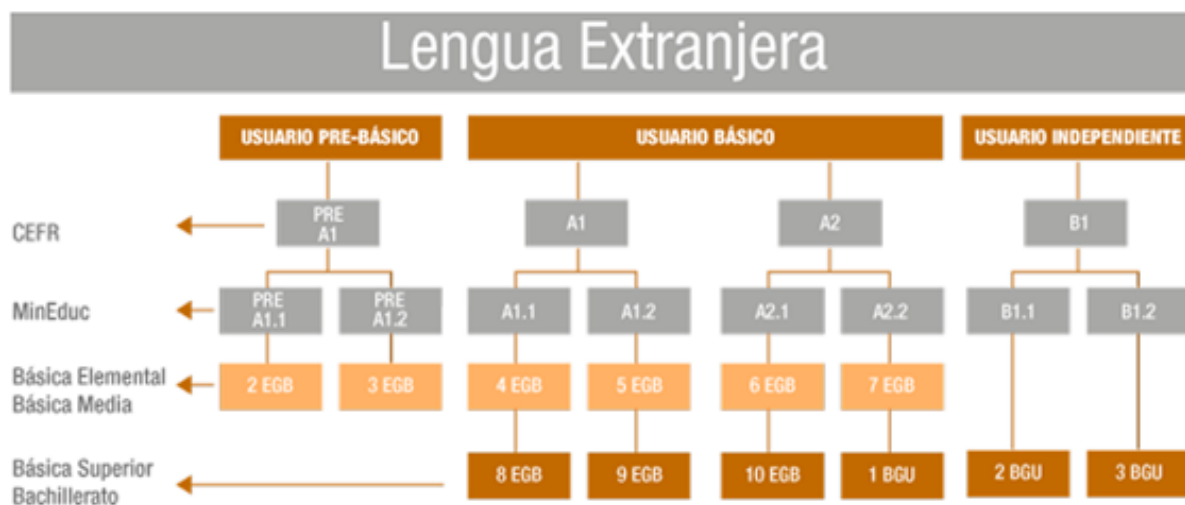 Lengua Extranjera
USUARIO PRE-BÁSICO
USUARIO BÁSICO
USUARIO INDEPENDIENTE
CEFR
PRE
A1
A1
A2
B1
MinEduc
PRE
A1.1
PRE
A1.2
A1.1
A1.2
A2.1
A2.2
B1.1
B1.2
Básica Elemental
Básica Media
2 EGB
3 EGB
4 EGB
5 EGB
6 EGB
7 EGB
Básica Superior
Bachillerato
8 EGB
9 EGB
10 EGB
1 BGU
2 BGU
3 BGU